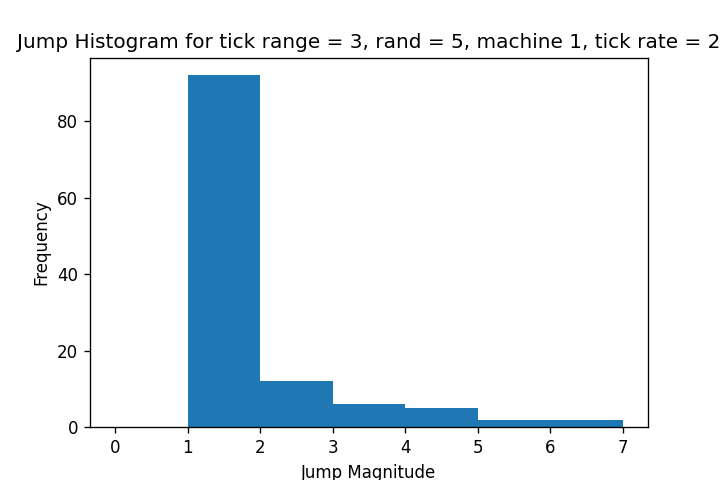 Jump Histogram for tick range = 3, rand = 5, machine 1, tick rate = 2
80
60
40
20
0
Frequency
0 1 2 3 4 5 6 7
Jump Magnitude